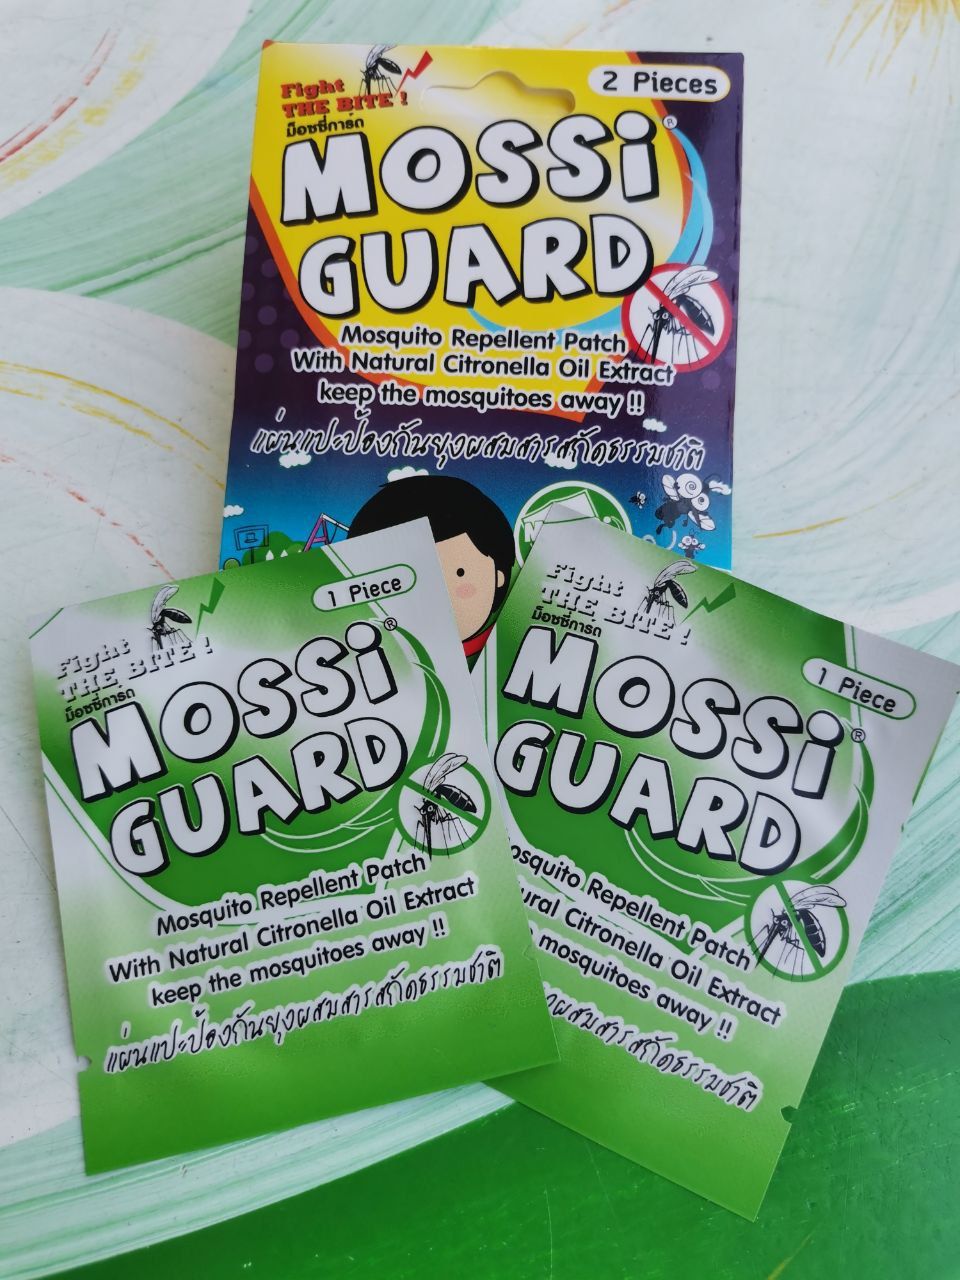 2 Pieces
Fight
THE BITE !
ม็อซซี่การ์ด
MOSSi®
GUARD
Mosquito Repellent Patch
With Natural Citronella Oil Extract
keep the mosquitoes away !!
แผ่นแปะป้องกันยุงผสมสารสกัดธรรมชาติ
1 Piece
Fight
THE BITE !
ม็อซซี่การ์ด
MOSSi®
GUARD
Mosquito Repellent Patch
With Natural Citronella Oil Extract
keep the mosquitoes away !!
แผ่นแปะป้องกันยุงผสมสารสกัดธรรมชาติ
1 Piece
Fight
THE BITE !
ม็อซซี่การ์ด
MOSSi®
GUARD
Repellent Patch
Citronella Oil Extract
mosquitoes away !!
ผสมสารสกัดธรรมชาติ